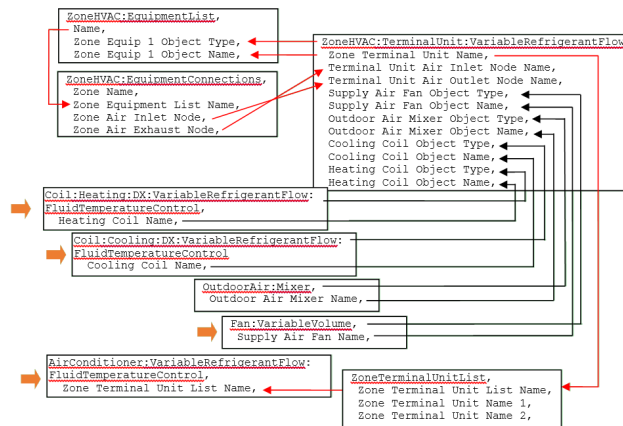 ZoneHVAC:EquipmentList,
Name,
Zone Equip 1 Object Type,
Zone Equip 1 Object Name,
ZoneHVAC:EquipmentConnections,
Zone Name,
Zone Equipment List Name,
Zone Air Inlet Node,
Zone Air Exhaust Node,
ZoneHVAC:TerminalUnit:VariableRefrigerantFlow
Zone Terminal Unit Name,
Terminal Unit Air Inlet Node Name,
Terminal Unit Air Outlet Node Name,
Supply Air Fan Object Type,
Supply Air Fan Object Name,
Outdoor Air Mixer Object Type,
Outdoor Air Mixer Object Name,
Cooling Coil Object Type,
Cooling Coil Object Name,
Heating Coil Object Type,
Heating Coil Object Name,
Coil:Heating:DX:VariableRefrigerantFlow:
FluidTemperatureControl,
Heating Coil Name,
Coil:Cooling:DX:VariableRefrigerantFlow:
FluidTemperatureControl
Cooling Coil Name,
OutdoorAir:Mixer,
Outdoor Air Mixer Name,
Fan:VariableVolume,
Supply Air Fan Name,
AirConditioner:VariableRefrigerantFlow:
FluidTemperatureControl,
Zone Terminal Unit List Name,
ZoneTerminalUnitList,
Zone Terminal Unit List Name,
Zone Terminal Unit Name 1,
Zone Terminal Unit Name 2,